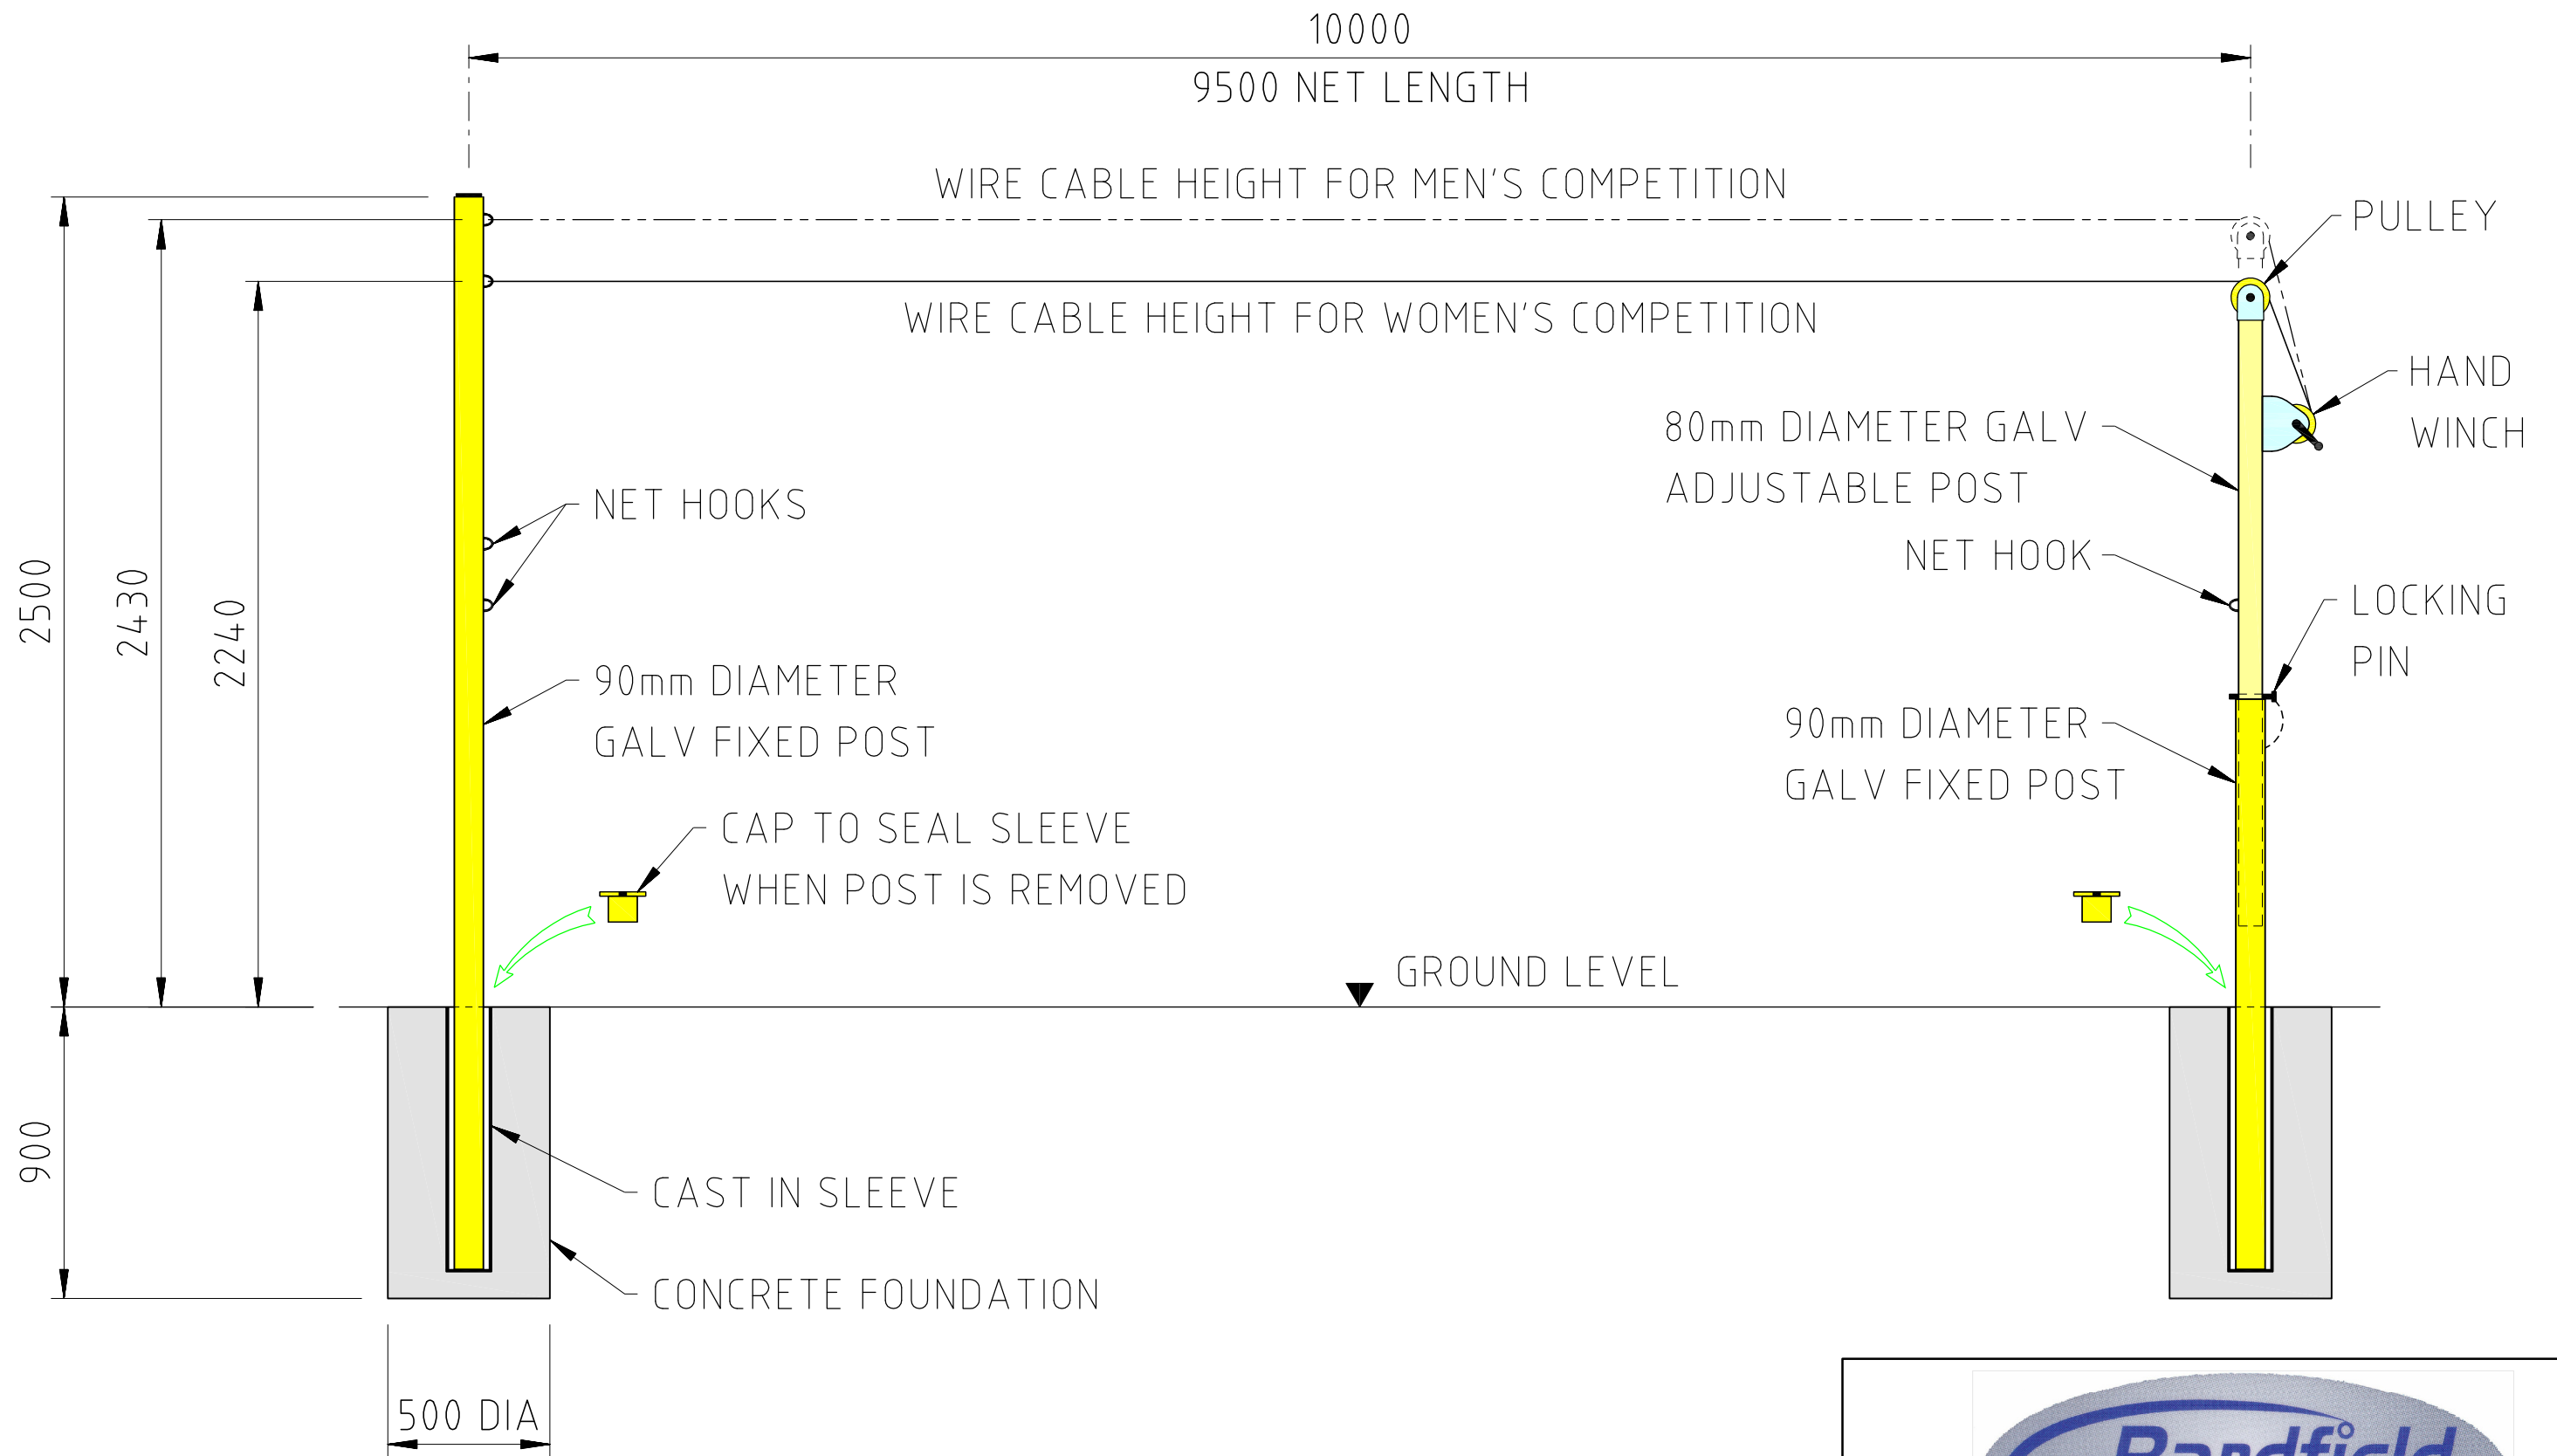 10000
9500 NET LENGTH
WIRE CABLE HEIGHT FOR MEN'S COMPETITION
PULLEY
WIRE CABLE HEIGHT FOR WOMEN'S COMPETITION
HAND
WINCH
80mm DIAMETER GALV
ADJUSTABLE POST
NET HOOKS
NET HOOK
LOCKING
PIN
2500
2430
2240
90mm DIAMETER
GALV FIXED POST
90mm DIAMETER
GALV FIXED POST
CAP TO SEAL SLEEVE
WHEN POST IS REMOVED
GROUND LEVEL
900
CAST IN SLEEVE
CONCRETE FOUNDATION
500 DIA